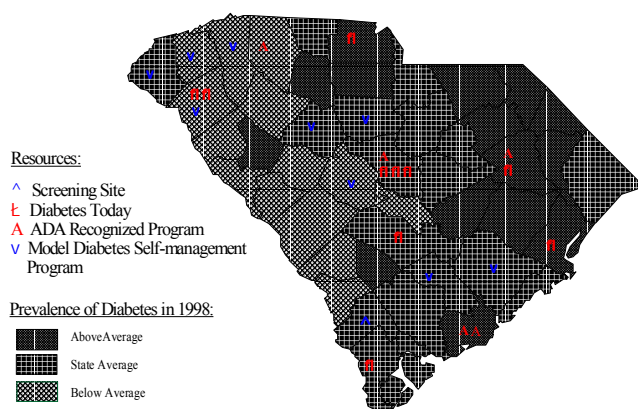 Resources:
^ Screening Site
Ł Diabetes Today
A ADA Recognized Program
v Model Diabetes Self-management
Program
Prevalence of Diabetes in 1998:
AboveAverage
State Average
Below Average